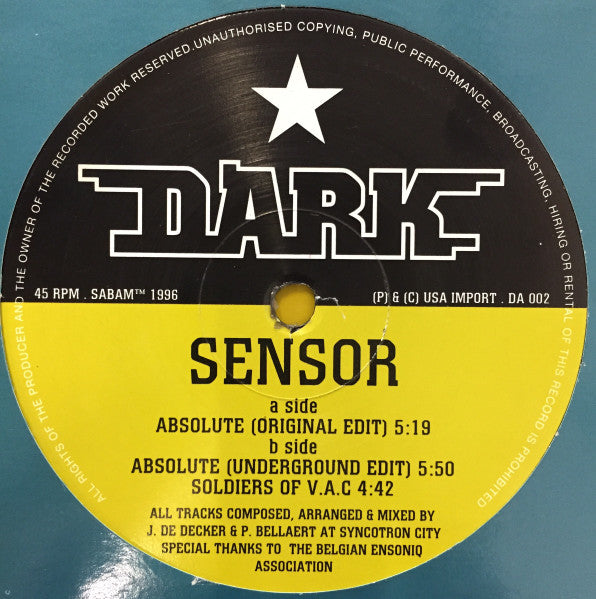 ALL RIGHTS OF THE PRODUCER AND THE OWNER OF THE RECORDED WORK RESERVED.UNAUTHORISED COPYING, PUBLIC PERFORMANCE, BROADCASTING, HIRING OR RENTAL OF THIS RECORD IS PROHIBITED
DARK
45 RPM . SABAM™ 1996
(P) & (C) USA IMPORT . DA 002
SENSOR
a side
ABSOLUTE (ORIGINAL EDIT) 5:19
b side
ABSOLUTE (UNDERGROUND EDIT) 5:50
SOLDIERS OF V.A.C 4:42
ALL TRACKS COMPOSED, ARRANGED & MIXED BY
J. DE DECKER & P. BELLAERT AT SYNCOTRON CITY
SPECIAL THANKS TO THE BELGIAN ENSONIQ
ASSOCIATION